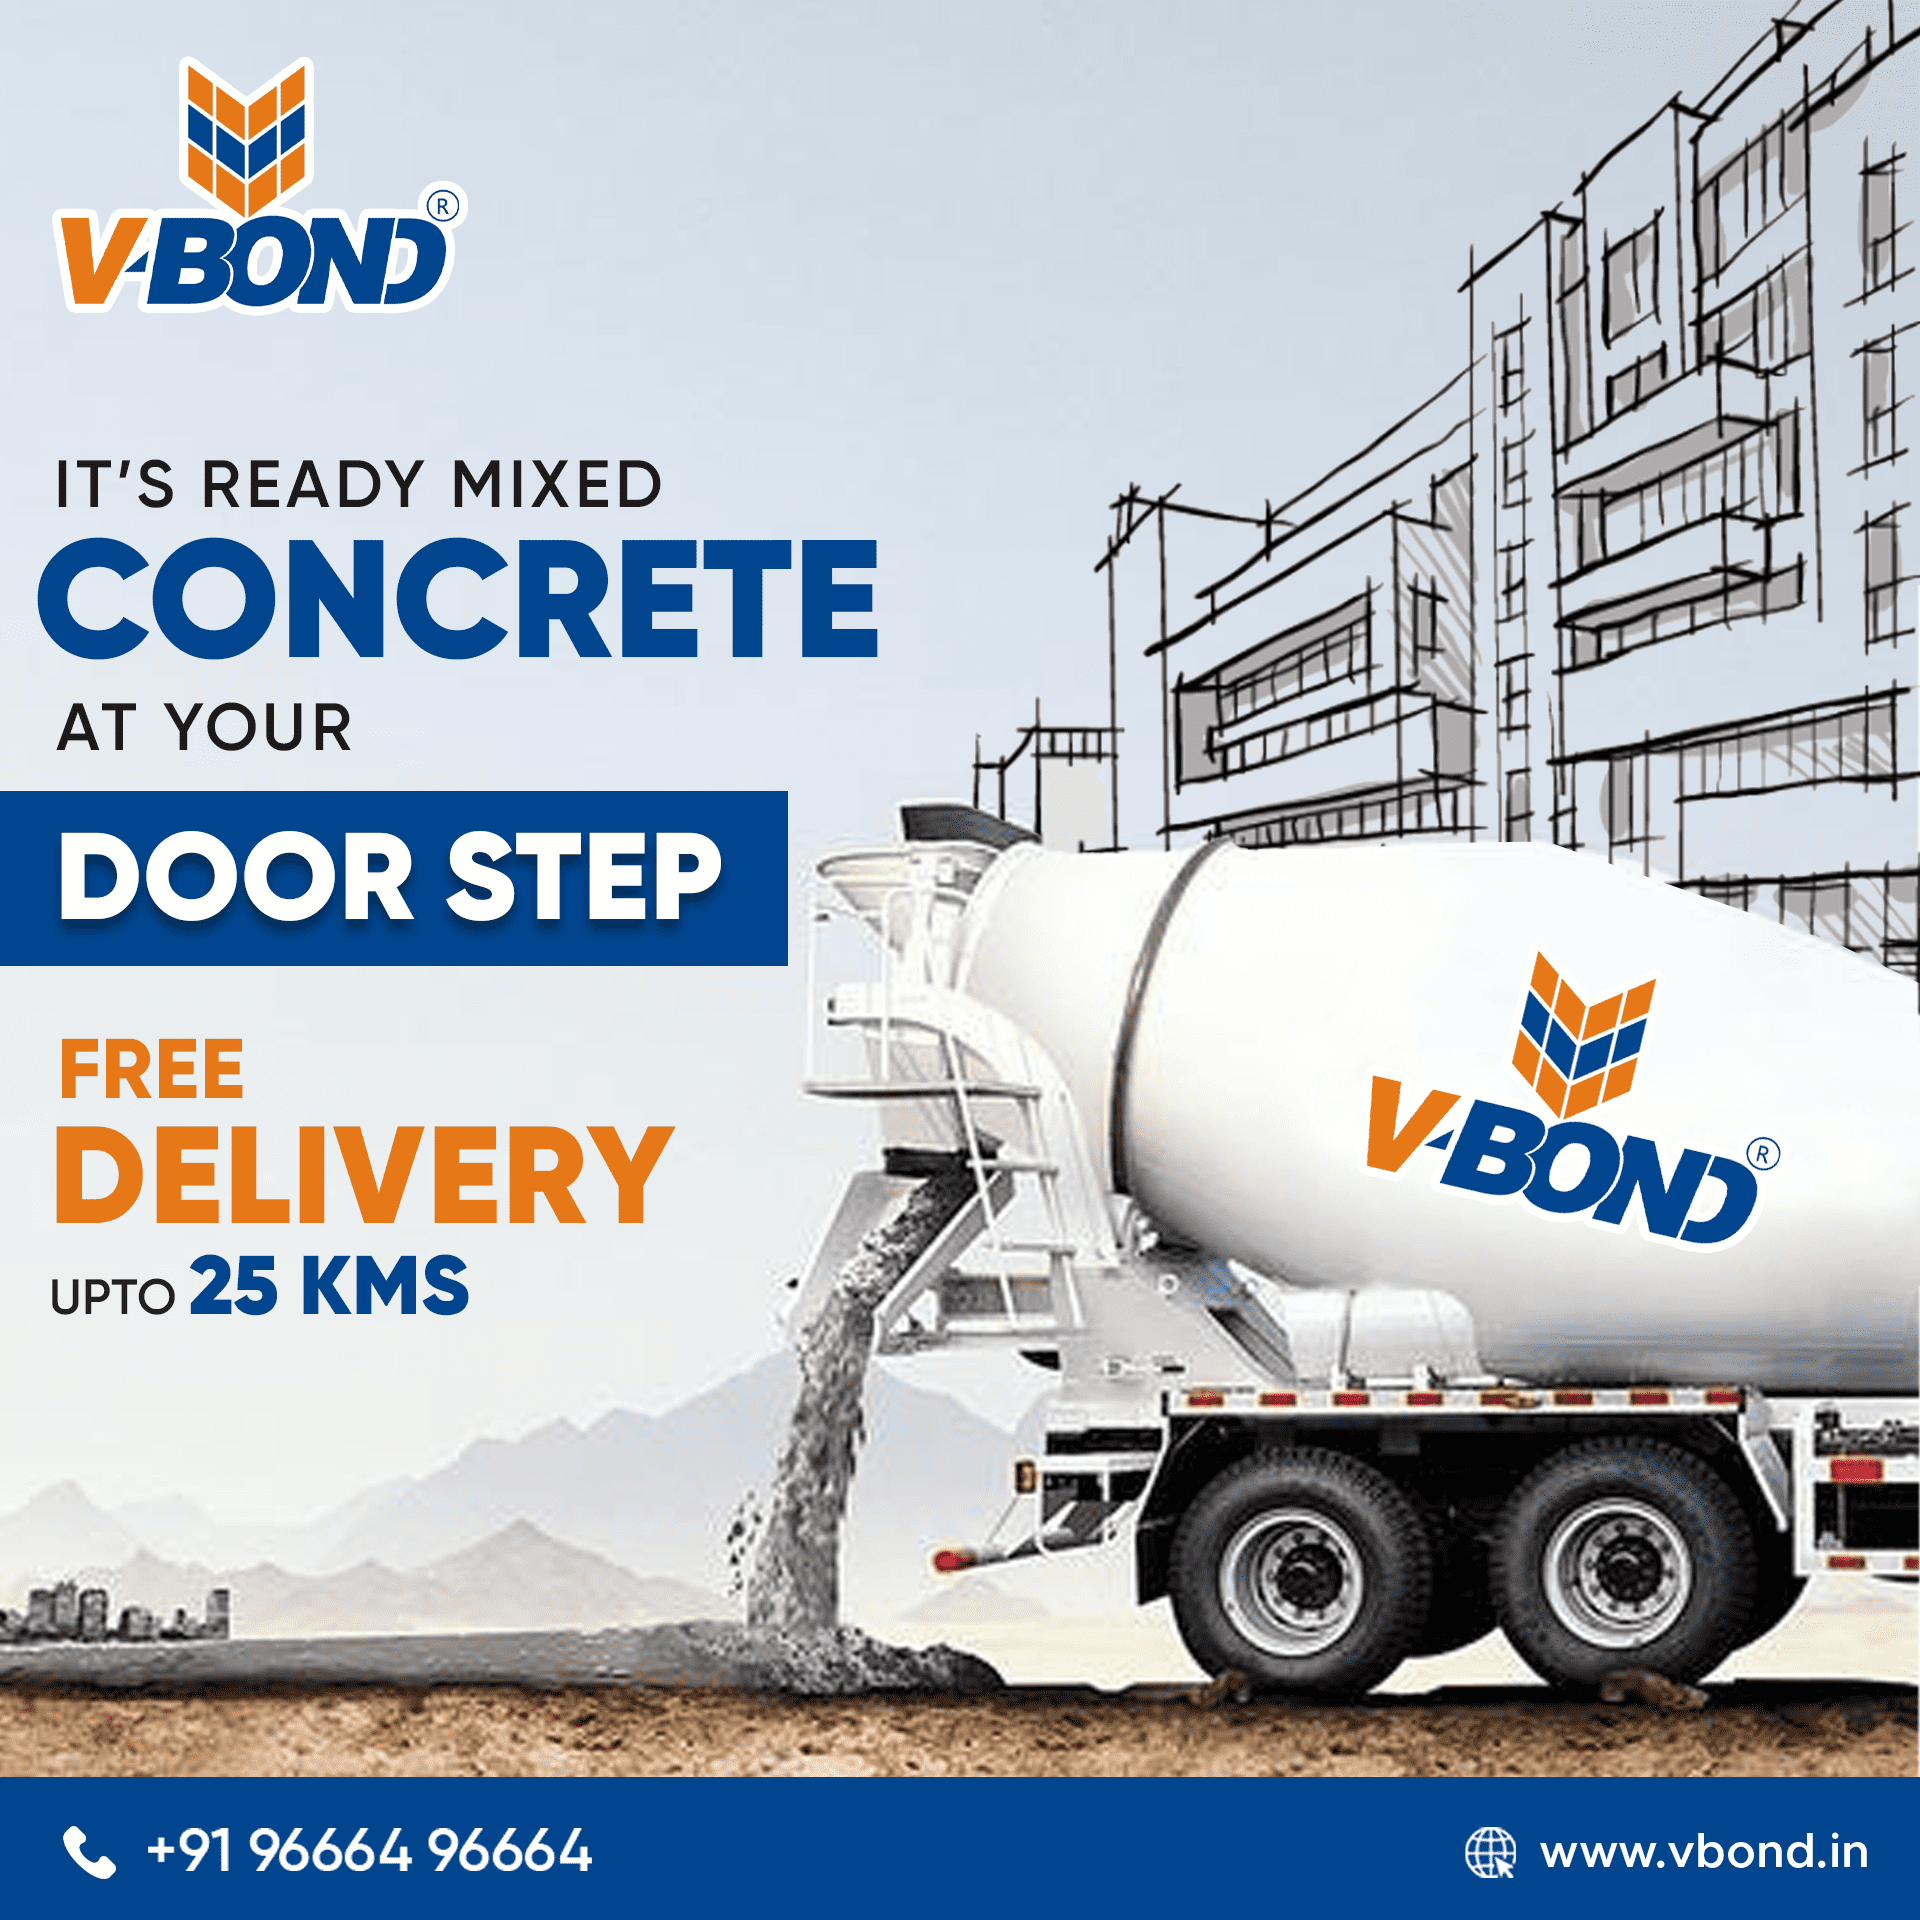 V-BOND®
IT'S READY MIXED
CONCRETE
AT YOUR
DOOR STEP
FREE
DELIVERY
UPTO 25 KMS
V-BOND®
+91 96664 96664
www.vbond.in